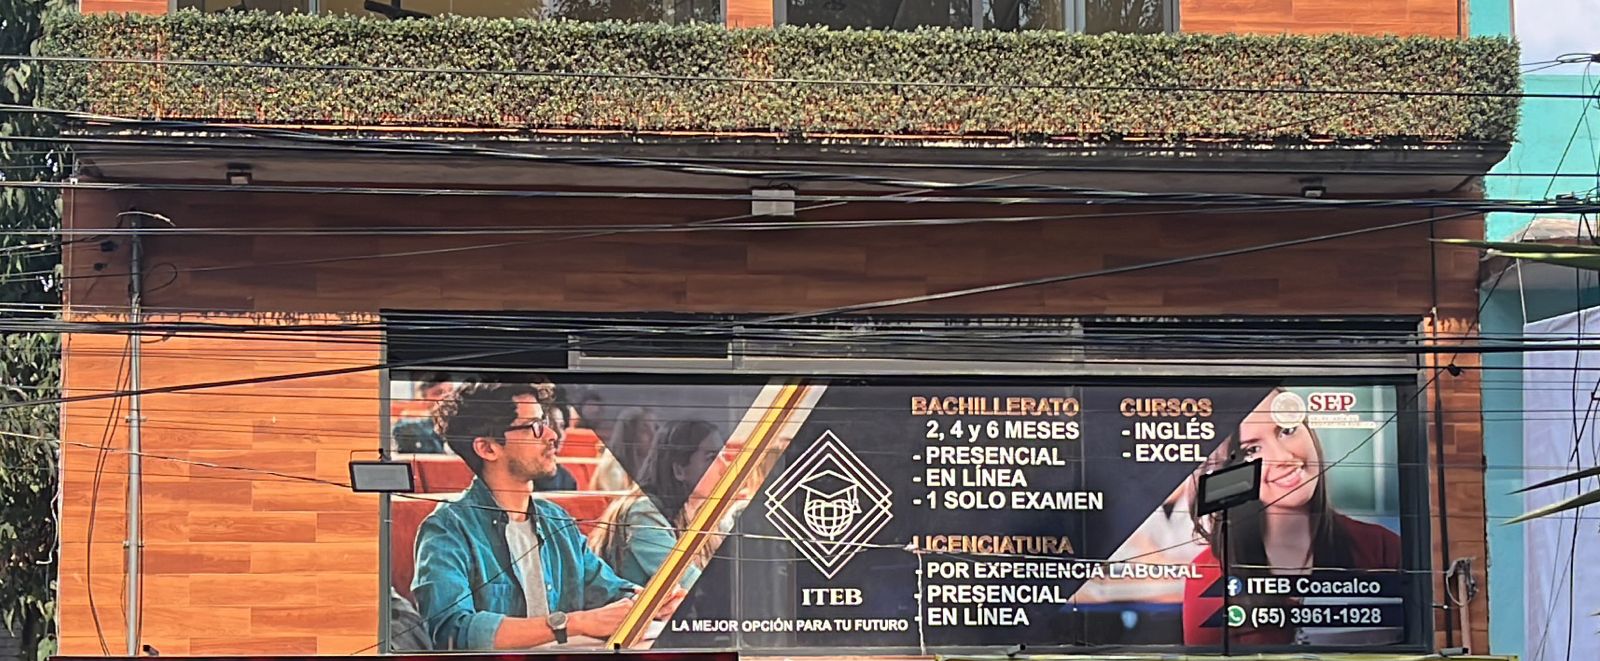 BACHILLERATO
2, 4 y 6 MESES
- PRESENCIAL
- EN LÍNEA
- 1 SOLO EXAMEN
LICENCIATURA
- POR EXPERIENCIA LABORAL
- PRESENCIAL
- EN LÍNEA
CURSOS
- INGLÉS
- EXCEL
SEP
ITEB
LA MEJOR OPCIÓN PARA TU FUTURO
ITEB Coacalco
(55) 3961-1928